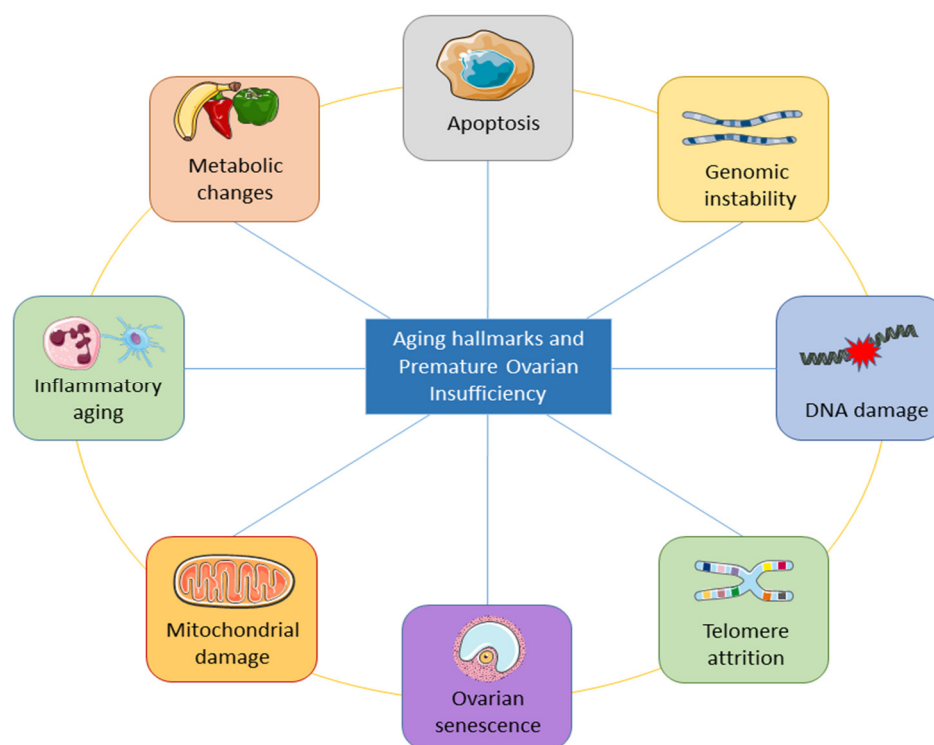 Apoptosis
Metabolic
changes
Genomic
instability
Aging hallmarks and
Premature Ovarian
Insufficiency
Inflammatory
aging
DNA damage
Mitochondrial
damage
Telomere
attrition
Ovarian
senescence